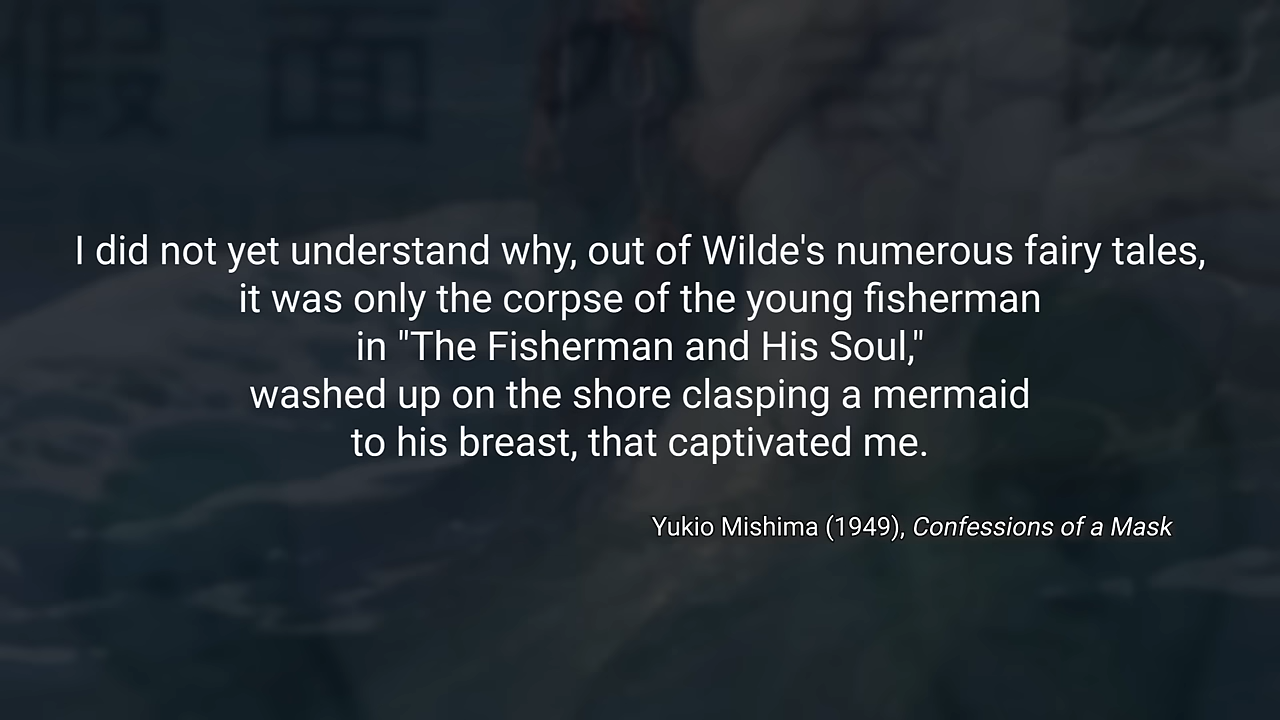 假 面
I did not yet understand why, out of Wilde's numerous fairy tales,
it was only the corpse of the young fisherman
in "The Fisherman and His Soul,"
washed up on the shore clasping a mermaid
to his breast, that captivated me.
Yukio Mishima (1949), Confessions of a Mask